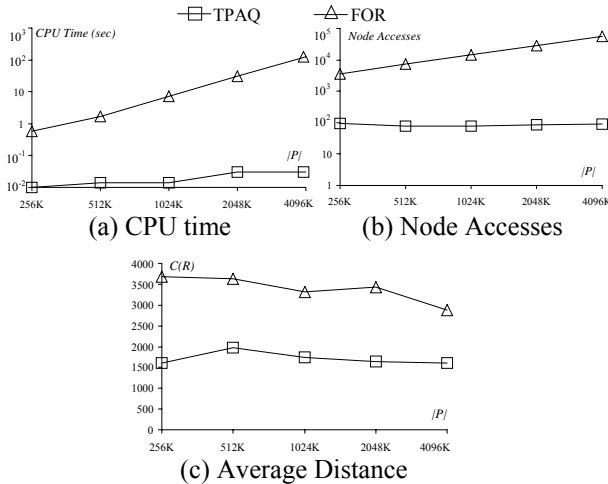 TPAQ FOR
CPU Time (sec)
10³
10²
10¹
1
10⁻¹
10⁻²
|P|
256K 512K 1024K 2048K 4096K
(a) CPU time
Node Accesses
10⁵
10⁴
10³
10²
10¹
1
|P|
256K 512K 1024K 2048K 4096K
(b) Node Accesses
C(R)
4000
3500
3000
2500
2000
1500
1000
500
0
|P|
256K 512K 1024K 2048K 4096K
(c) Average Distance